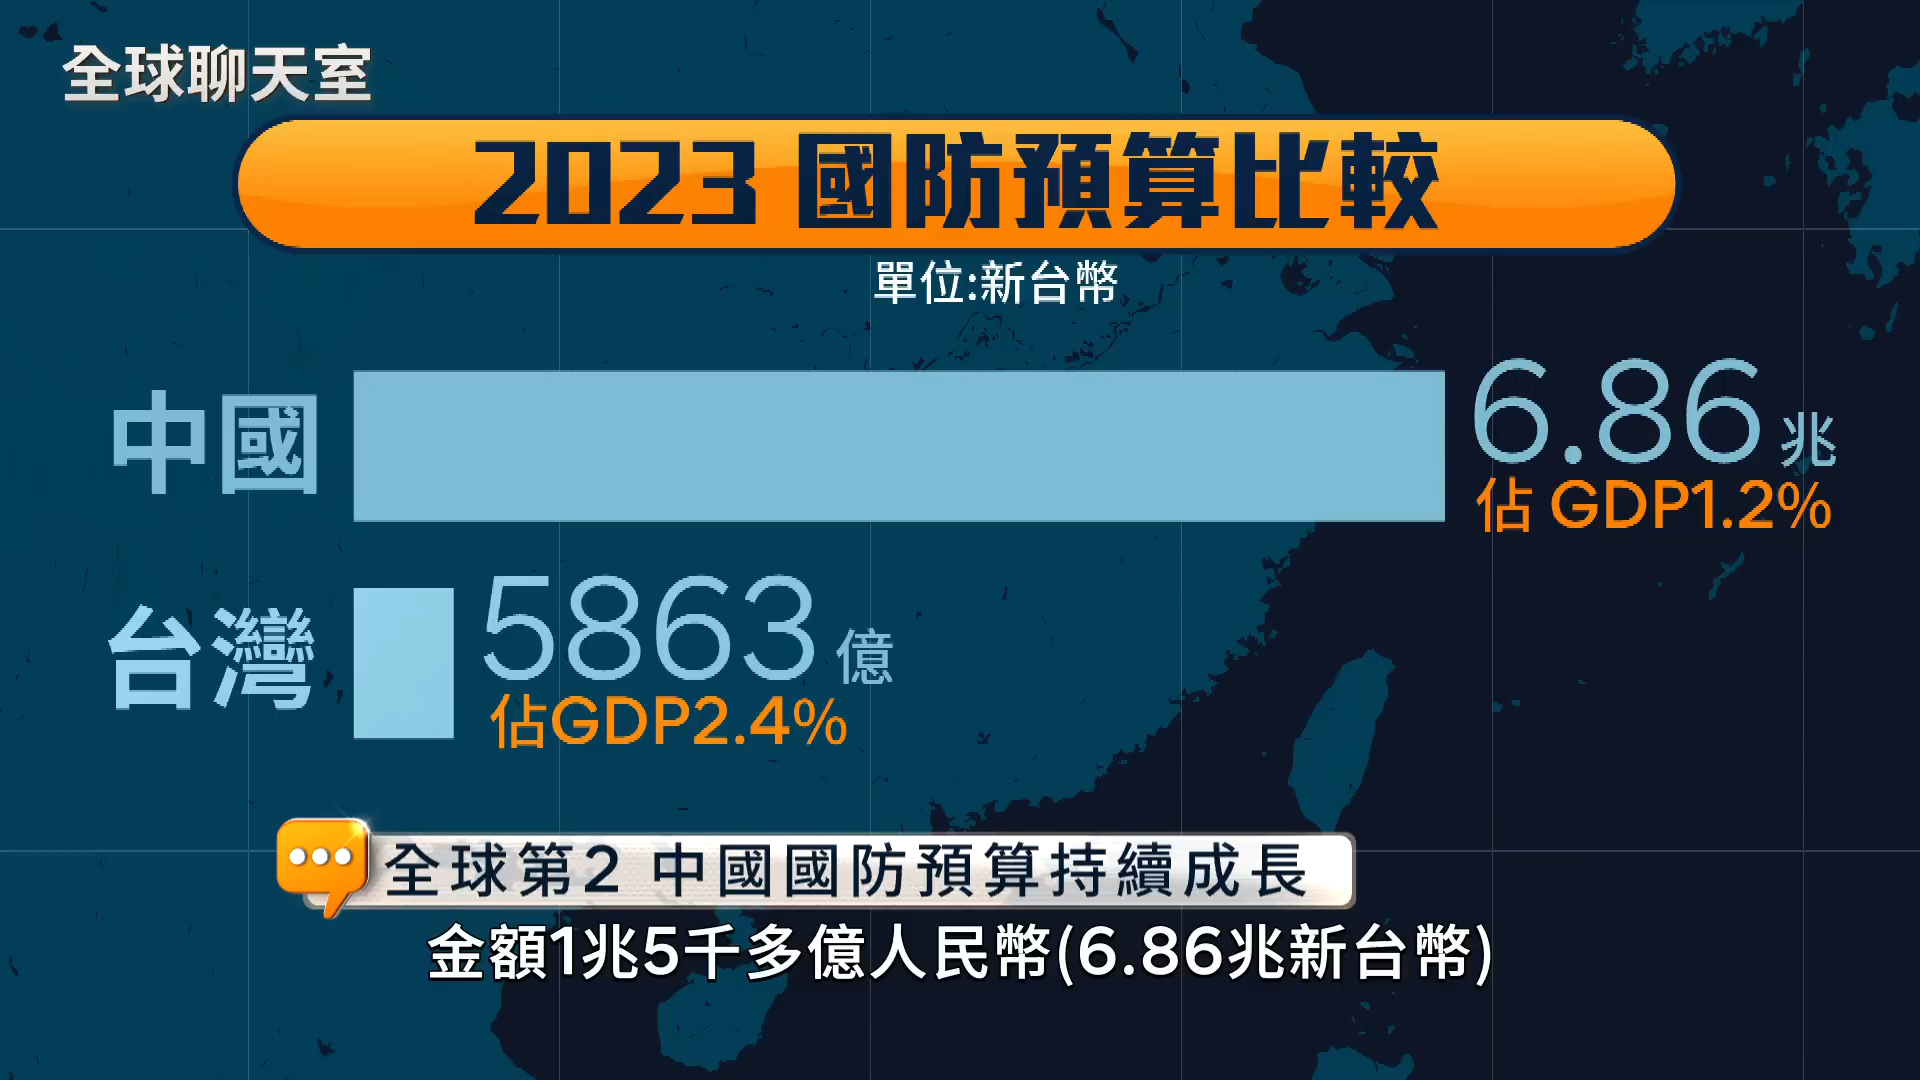 全球聊天室
2023 國防預算比較
單位:新台幣
中國
6.86兆
佔 GDP1.2%
台灣
5863億
佔GDP2.4%
全球第2 中國國防預算持續成長
金額1兆5千多億人民幣(6.86兆新台幣)